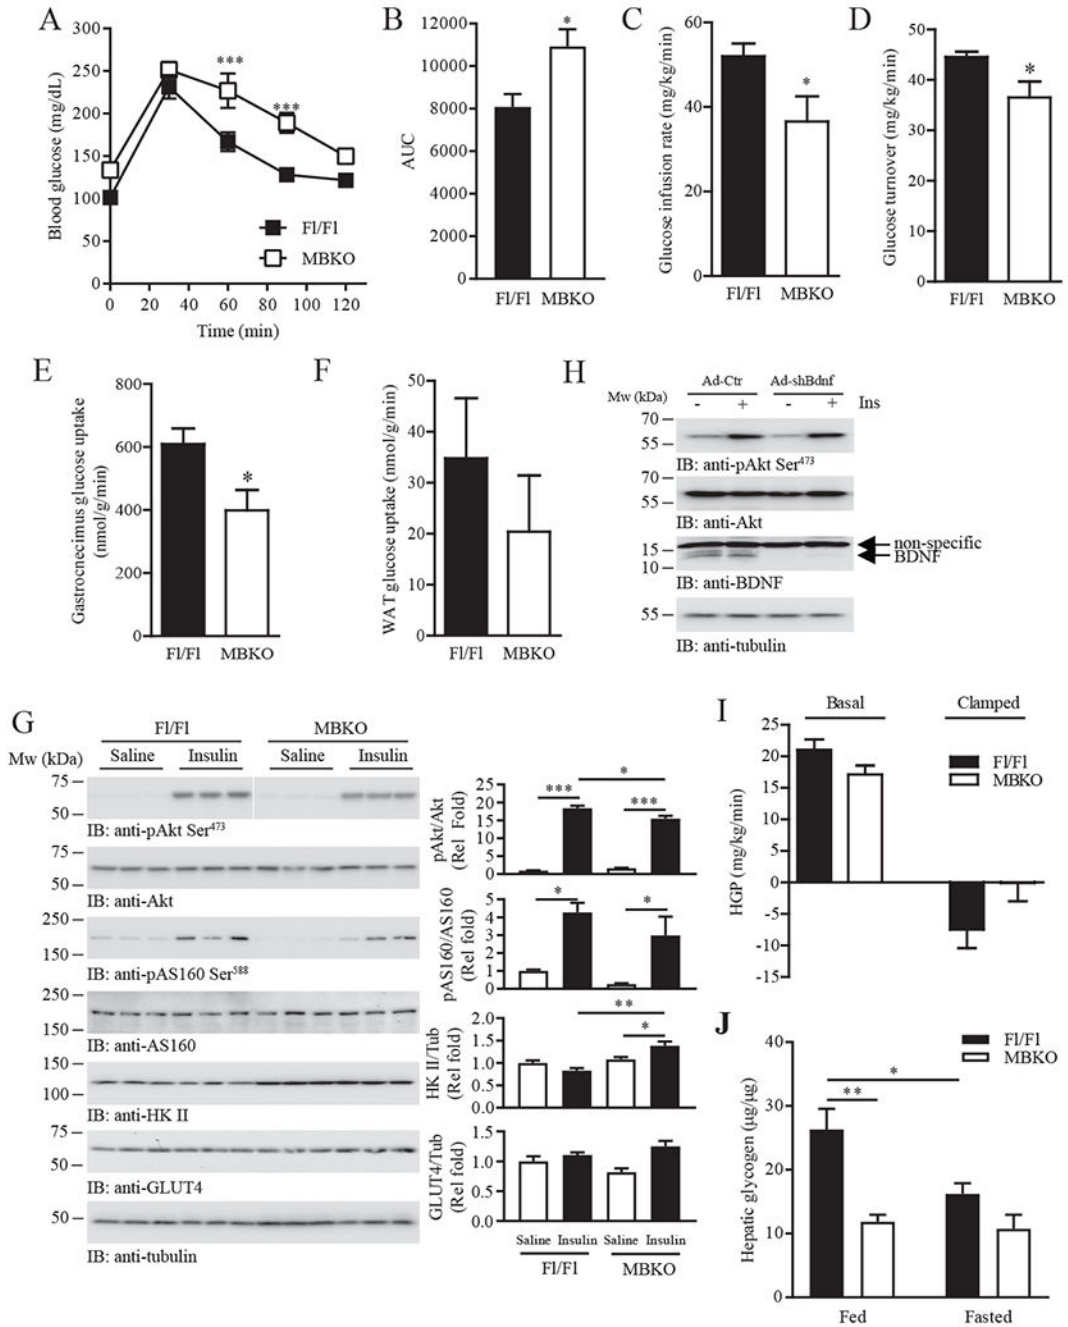 A
Blood glucose (mg/dL)
300
250
200
150
100
50
0
***
***
Fl/Fl
MBKO
0 20 40 60 80 100 120
Time (min)
B
AUC
12000
10000
8000
6000
4000
2000
0
*
Fl/Fl MBKO
C
Glucose infusion rate (mg/kg/min)
60
40
20
0
*
Fl/Fl MBKO
D
Glucose turnover (mg/kg/min)
50
40
30
20
10
0
*
Fl/Fl MBKO
E
Gastrocnecimus glucose uptake
(nmol/g/min)
800
600
400
200
0
*
Fl/Fl MBKO
F
WAT glucose uptake (nmol/g/min)
50
40
30
20
10
0
Fl/Fl MBKO
H
Ad-Ctr Ad-shBdnf
Mw (kDa) - + - + Ins
70
55
IB: anti-pAkt Ser473
70
55
IB: anti-Akt
non-specific
15
BDNF
10
IB: anti-BDNF
55
IB: anti-tubulin
G
Fl/Fl MBKO
Mw (kDa) Saline Insulin Saline Insulin
75
50
IB: anti-pAkt Ser473
75
50
IB: anti-Akt
250
150
IB: anti-pAS160 Ser588
250
150
IB: anti-AS160
150
100
IB: anti-HK II
75
50
IB: anti-GLUT4
50
IB: anti-tubulin
pAkt/Akt
(Rel Fold)
25
20
15
10
5
0
*
***
***
pAS160/AS160
(Rel fold)
5
4
3
2
1
0
*
*
HK II/Tub
(Rel fold)
2.0
1.5
1.0
0.5
0.0
**
*
GLUT4/Tub
(Rel fold)
1.5
1.0
0.5
0.0
Saline Insulin Saline Insulin
Fl/Fl MBKO
I
Basal Clamped
HGP (mg/kg/min)
25
20
15
10
5
0
-5
-10
-15
Fl/Fl
MBKO
J
Hepatic glycogen (µg/µg)
40
30
20
10
0
Fl/Fl
MBKO
*
**
Fed Fasted